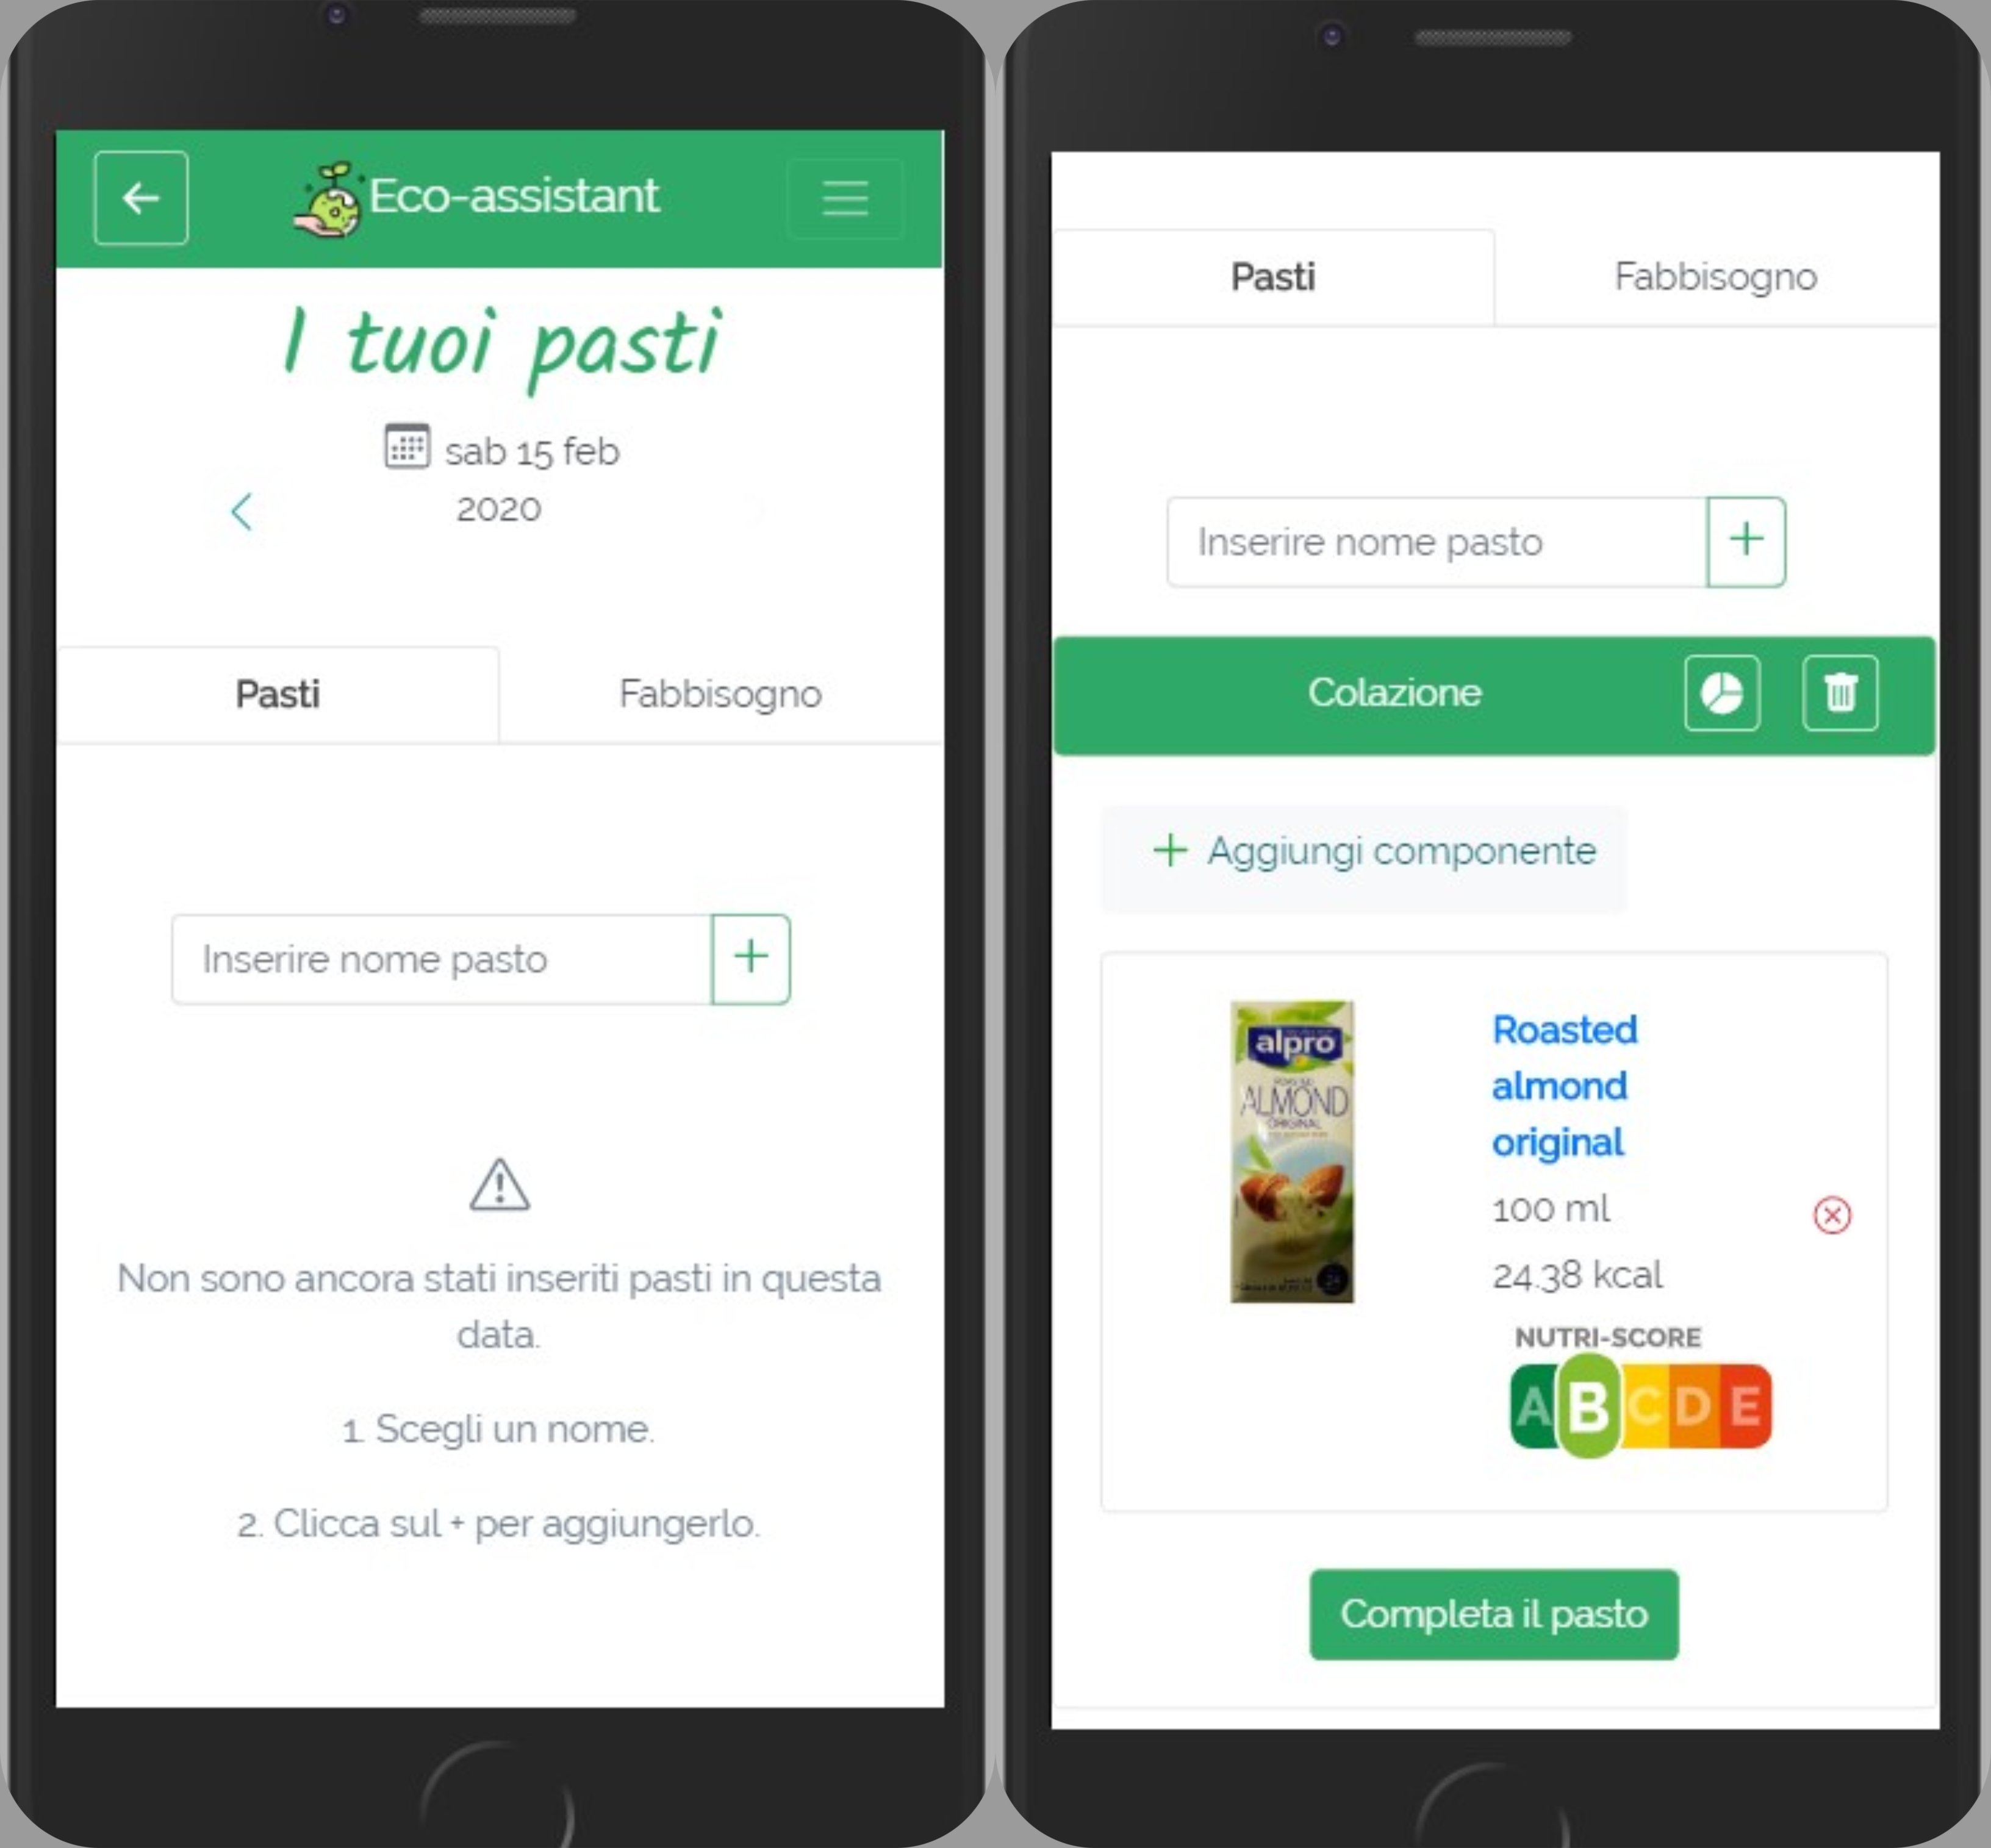 Eco-assistant
I tuoi pasti
sab 15 feb
2020
Pasti
Fabbisogno
Inserire nome pasto
Non sono ancora stati inseriti pasti in questa
data.
1. Scegli un nome.
2. Clicca sul + per aggiungerlo.
Pasti
Fabbisogno
Inserire nome pasto
Colazione
+ Aggiungi componente
alpro
ALMOND
ORIGINAL
Roasted
almond
original
100 ml
24.38 kcal
NUTRI-SCORE
A B C D E
Completa il pasto